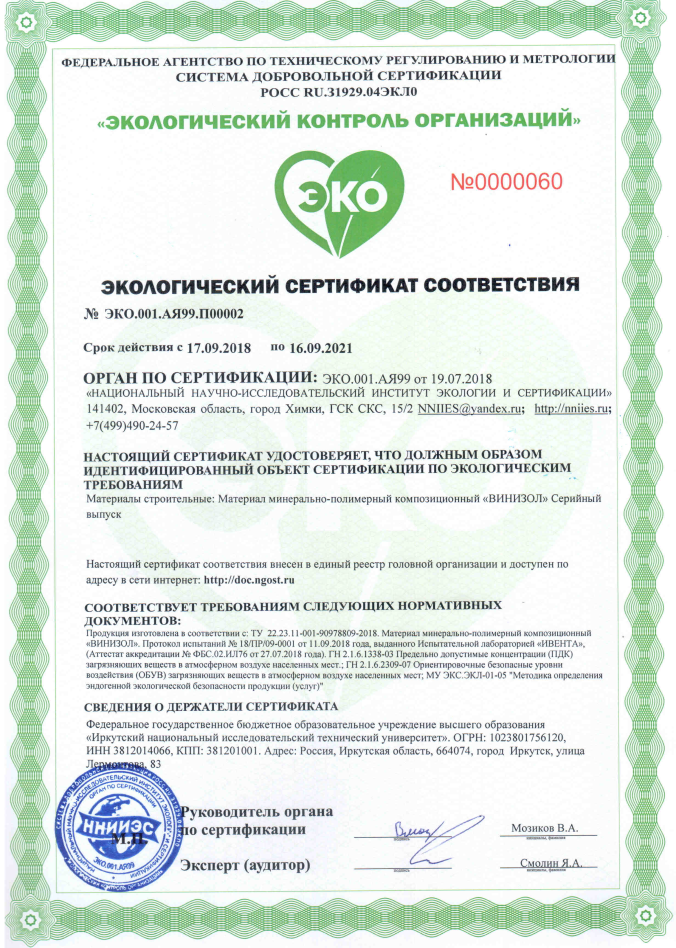 ФЕДЕРАЛЬНОЕ АГЕНТСТВО ПО ТЕХНИЧЕСКОМУ РЕГУЛИРОВАНИЮ И МЕТРОЛОГИИ
СИСТЕМА ДОБРОВОЛЬНОЙ СЕРТИФИКАЦИИ
РОСС RU.31929.04ЭКЛ0
«ЭКОЛОГИЧЕСКИЙ КОНТРОЛЬ ОРГАНИЗАЦИЙ»
ЭКО
№0000060
ЭКОЛОГИЧЕСКИЙ СЕРТИФИКАТ СООТВЕТСТВИЯ
№ ЭКО.001.АЯ99.П00002
Срок действия с 17.09.2018 по 16.09.2021
ОРГАН ПО СЕРТИФИКАЦИИ: ЭКО.001.АЯ99 от 19.07.2018
«НАЦИОНАЛЬНЫЙ НАУЧНО-ИССЛЕДОВАТЕЛЬСКИЙ ИНСТИТУТ ЭКОЛОГИИ И СЕРТИФИКАЦИИ»
141402, Московская область, город Химки, ГСК СКС, 15/2 NNIIES@yandex.ru; http://nniies.ru;
+7(499)490-24-57
НАСТОЯЩИЙ СЕРТИФИКАТ УДОСТОВЕРЯЕТ, ЧТО ДОЛЖНЫМ ОБРАЗОМ
ИДЕНТИФИЦИРОВАННЫЙ ОБЪЕКТ СЕРТИФИКАЦИИ ПО ЭКОЛОГИЧЕСКИМ
ТРЕБОВАНИЯМ
Материалы строительные: Материал минерально-полимерный композиционный «ВИНИЗОЛ» Серийный
выпуск
Настоящий сертификат соответствия внесен в единый реестр головной организации и доступен по
адресу в сети интернет: http://doc.ngost.ru
СООТВЕТСТВУЕТ ТРЕБОВАНИЯМ СЛЕДУЮЩИХ НОРМАТИВНЫХ
ДОКУМЕНТОВ:
Продукция изготовлена в соответствии с: ТУ 22.23.11-001-90978809-2018. Материал минерально-полимерный композиционный
«ВИНИЗОЛ». Протокол испытаний № 18/ПР/09-0001 от 11.09.2018 года, выданного Испытательной лабораторией «ИВЕНТА»,
(Аттестат аккредитации № ФБС.02.ИЛ76 от 27.07.2018 года). ГН 2.1.6.1338-03 Предельно допустимые концентрации (ПДК)
загрязняющих веществ в атмосферном воздухе населенных мест.; ГН 2.1.6.2309-07 Ориентировочные безопасные уровни
воздействия (ОБУВ) загрязняющих веществ в атмосферном воздухе населенных мест; МУ ЭКС.ЭКЛ-01-05 "Методика определения
эндогенной экологической безопасности продукции (услуг)"
СВЕДЕНИЯ О ДЕРЖАТЕЛИ СЕРТИФИКАТА
Федеральное государственное бюджетное образовательное учреждение высшего образования
«Иркутский национальный исследовательский технический университет». ОГРН: 1023801756120,
ИНН 3812014066, КПП: 381201001. Адрес: Россия, Иркутская область, 664074, город Иркутск, улица
Лермонтова, 83
ННИИЭС
М.П.
ЭКО.001.АЯ99
ОРГАН ПО СЕРТИФИКАЦИИ
Руководитель органа
по сертификации
подпись
Мозиков В.А.
инициалы, фамилия
Эксперт (аудитор)
подпись
Смолин Я.А.
инициалы, фамилия